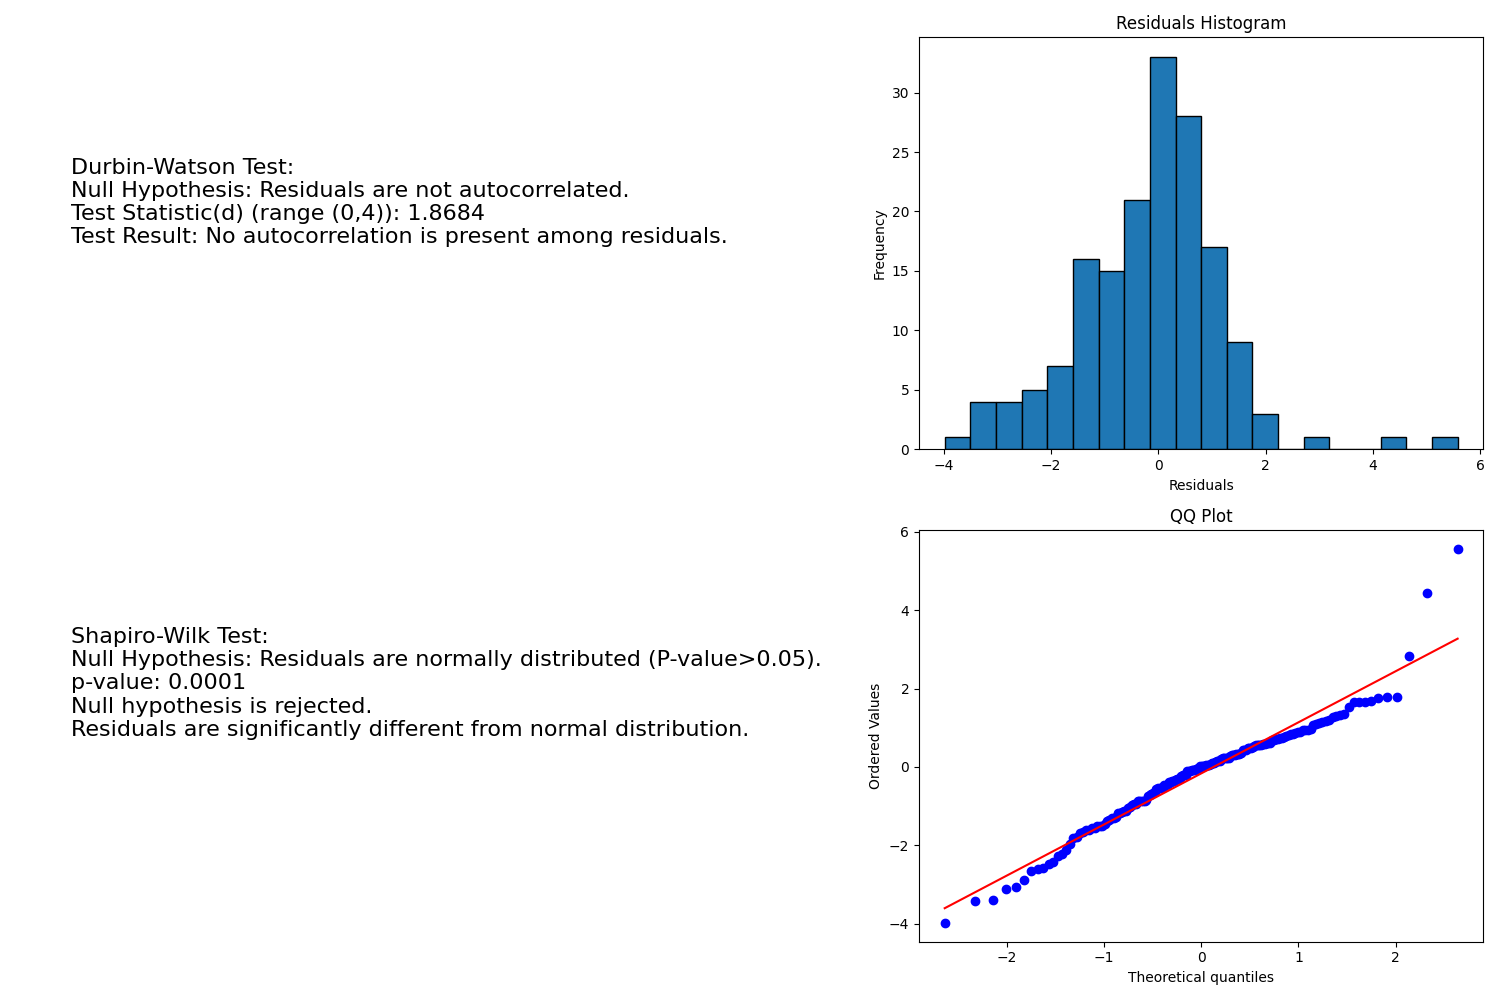 Durbin-Watson Test:
Null Hypothesis: Residuals are not autocorrelated.
Test Statistic(d) (range (0,4)): 1.8684
Test Result: No autocorrelation is present among residuals.
Residuals Histogram
Frequency
30
25
20
15
10
5
0
−4
−2
0
2
4
6
Residuals
Shapiro-Wilk Test:
Null Hypothesis: Residuals are normally distributed (P-value>0.05).
p-value: 0.0001
Null hypothesis is rejected.
Residuals are significantly different from normal distribution.
QQ Plot
Ordered Values
6
4
2
0
−2
−4
−2
−1
0
1
2
Theoretical quantiles